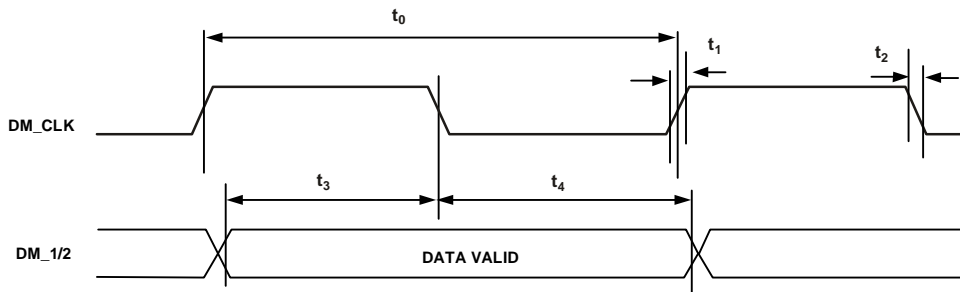 t0
t1
t2
DM_CLK
t3
t4
DM_1/2
DATA VALID